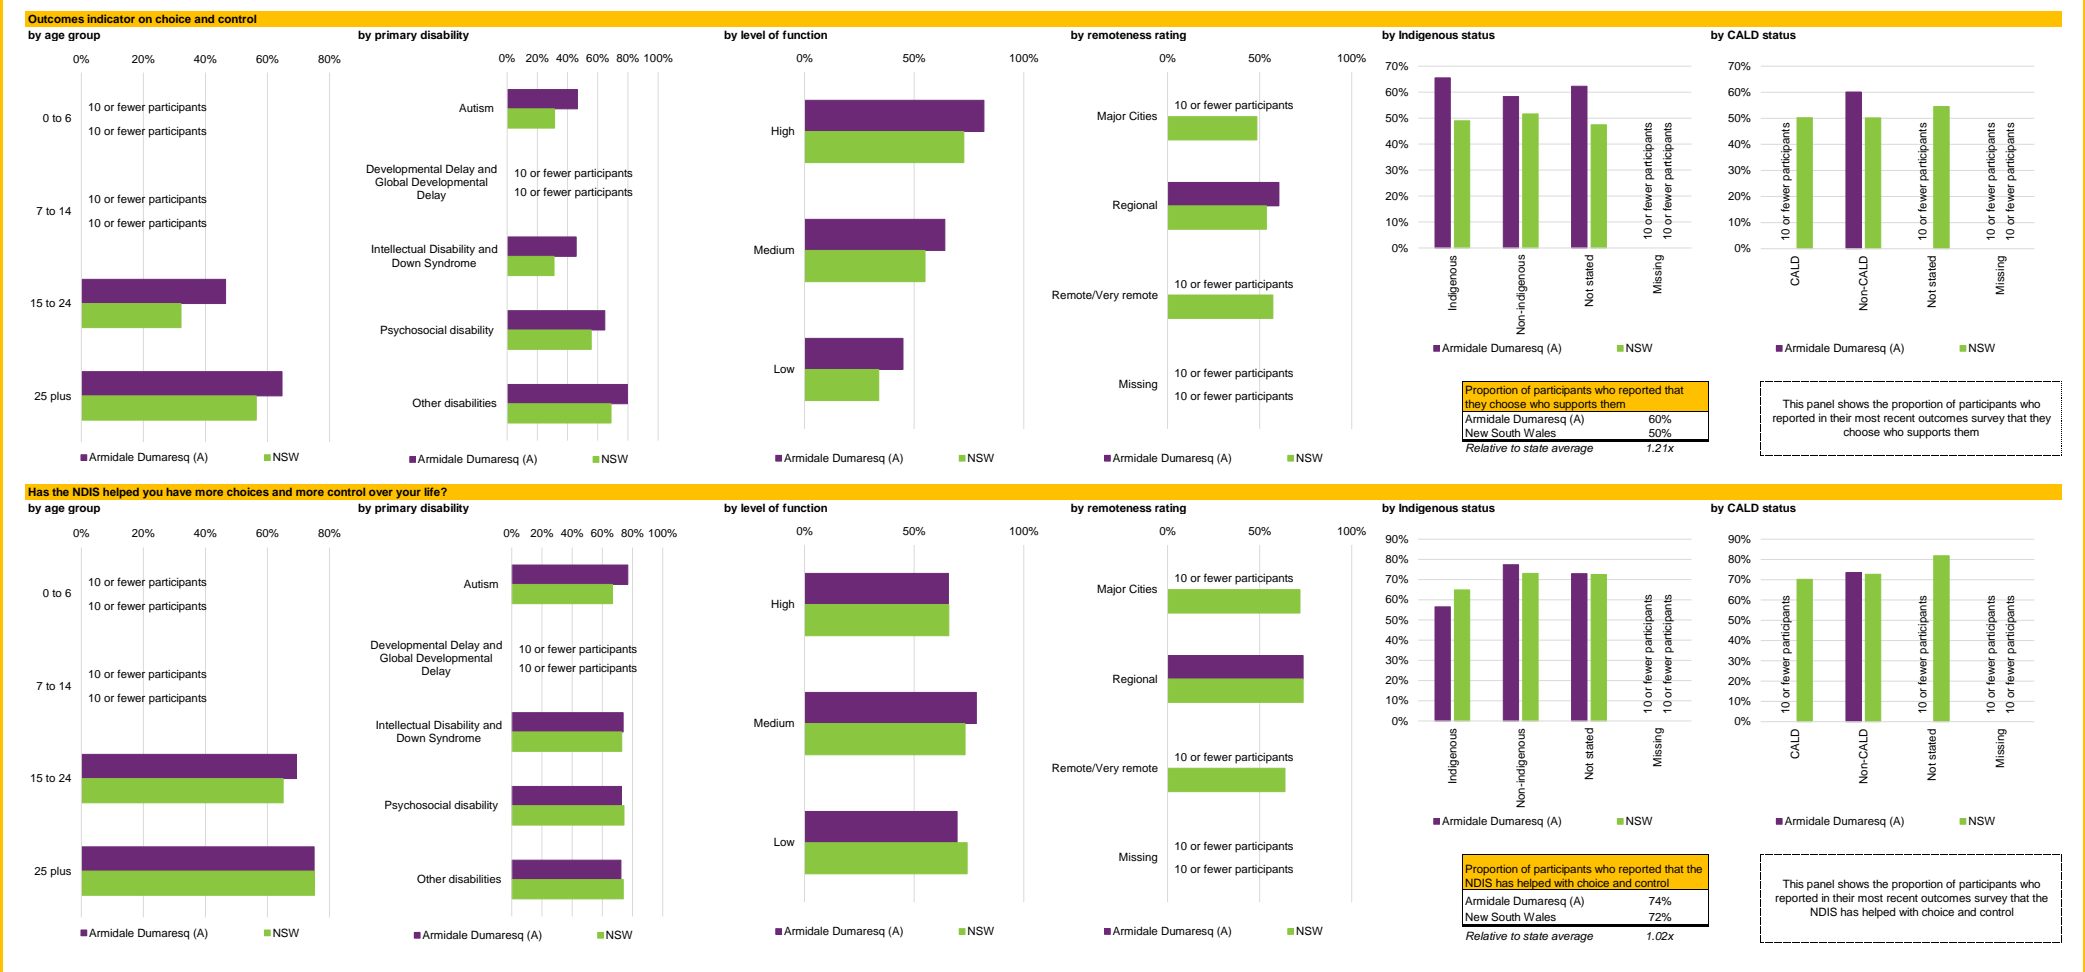 Outcomes indicator on choice and control
by age group
0% 20% 40% 60% 80%
0 to 6
10 or fewer participants
10 or fewer participants
7 to 14
10 or fewer participants
10 or fewer participants
15 to 24
25 plus
Armidale Dumaresq (A) NSW
by primary disability
0% 20% 40% 60% 80% 100%
Autism
Developmental Delay and
Global Developmental
Delay
10 or fewer participants
10 or fewer participants
Intellectual Disability and
Down Syndrome
Psychosocial disability
Other disabilities
Armidale Dumaresq (A) NSW
by level of function
0% 50% 100%
High
Medium
Low
Armidale Dumaresq (A) NSW
by remoteness rating
0% 50% 100%
Major Cities
10 or fewer participants
Regional
Remote/Very remote
10 or fewer participants
Missing
10 or fewer participants
10 or fewer participants
Armidale Dumaresq (A) NSW
by Indigenous status
70%
60%
50%
40%
30%
20%
10%
0%
10 or fewer participants
10 or fewer participants
Indigenous
Non-indigenous
Not stated
Missing
Armidale Dumaresq (A) NSW
by CALD status
70%
60%
50%
40%
30%
20%
10%
0%
10 or fewer participants
10 or fewer participants
10 or fewer participants
10 or fewer participants
CALD
Non-CALD
Not stated
Missing
Armidale Dumaresq (A) NSW
Proportion of participants who reported that
they choose who supports them
Armidale Dumaresq (A) 60%
New South Wales 50%
Relative to state average 1.21x
This panel shows the proportion of participants who
reported in their most recent outcomes survey that they
choose who supports them
Has the NDIS helped you have more choices and more control over your life?
by age group
0% 20% 40% 60% 80%
0 to 6
10 or fewer participants
10 or fewer participants
7 to 14
10 or fewer participants
10 or fewer participants
15 to 24
25 plus
Armidale Dumaresq (A) NSW
by primary disability
0% 20% 40% 60% 80% 100%
Autism
Developmental Delay and
Global Developmental
Delay
10 or fewer participants
10 or fewer participants
Intellectual Disability and
Down Syndrome
Psychosocial disability
Other disabilities
Armidale Dumaresq (A) NSW
by level of function
0% 50% 100%
High
Medium
Low
Armidale Dumaresq (A) NSW
by remoteness rating
0% 50% 100%
Major Cities
10 or fewer participants
Regional
Remote/Very remote
10 or fewer participants
Missing
10 or fewer participants
10 or fewer participants
Armidale Dumaresq (A) NSW
by Indigenous status
90%
80%
70%
60%
50%
40%
30%
20%
10%
0%
10 or fewer participants
10 or fewer participants
Indigenous
Non-indigenous
Not stated
Missing
Armidale Dumaresq (A) NSW
by CALD status
90%
80%
70%
60%
50%
40%
30%
20%
10%
0%
10 or fewer participants
10 or fewer participants
10 or fewer participants
10 or fewer participants
CALD
Non-CALD
Not stated
Missing
Armidale Dumaresq (A) NSW
Proportion of participants who reported that the
NDIS has helped with choice and control
Armidale Dumaresq (A) 74%
New South Wales 72%
Relative to state average 1.02x
This panel shows the proportion of participants who
reported in their most recent outcomes survey that the
NDIS has helped with choice and control